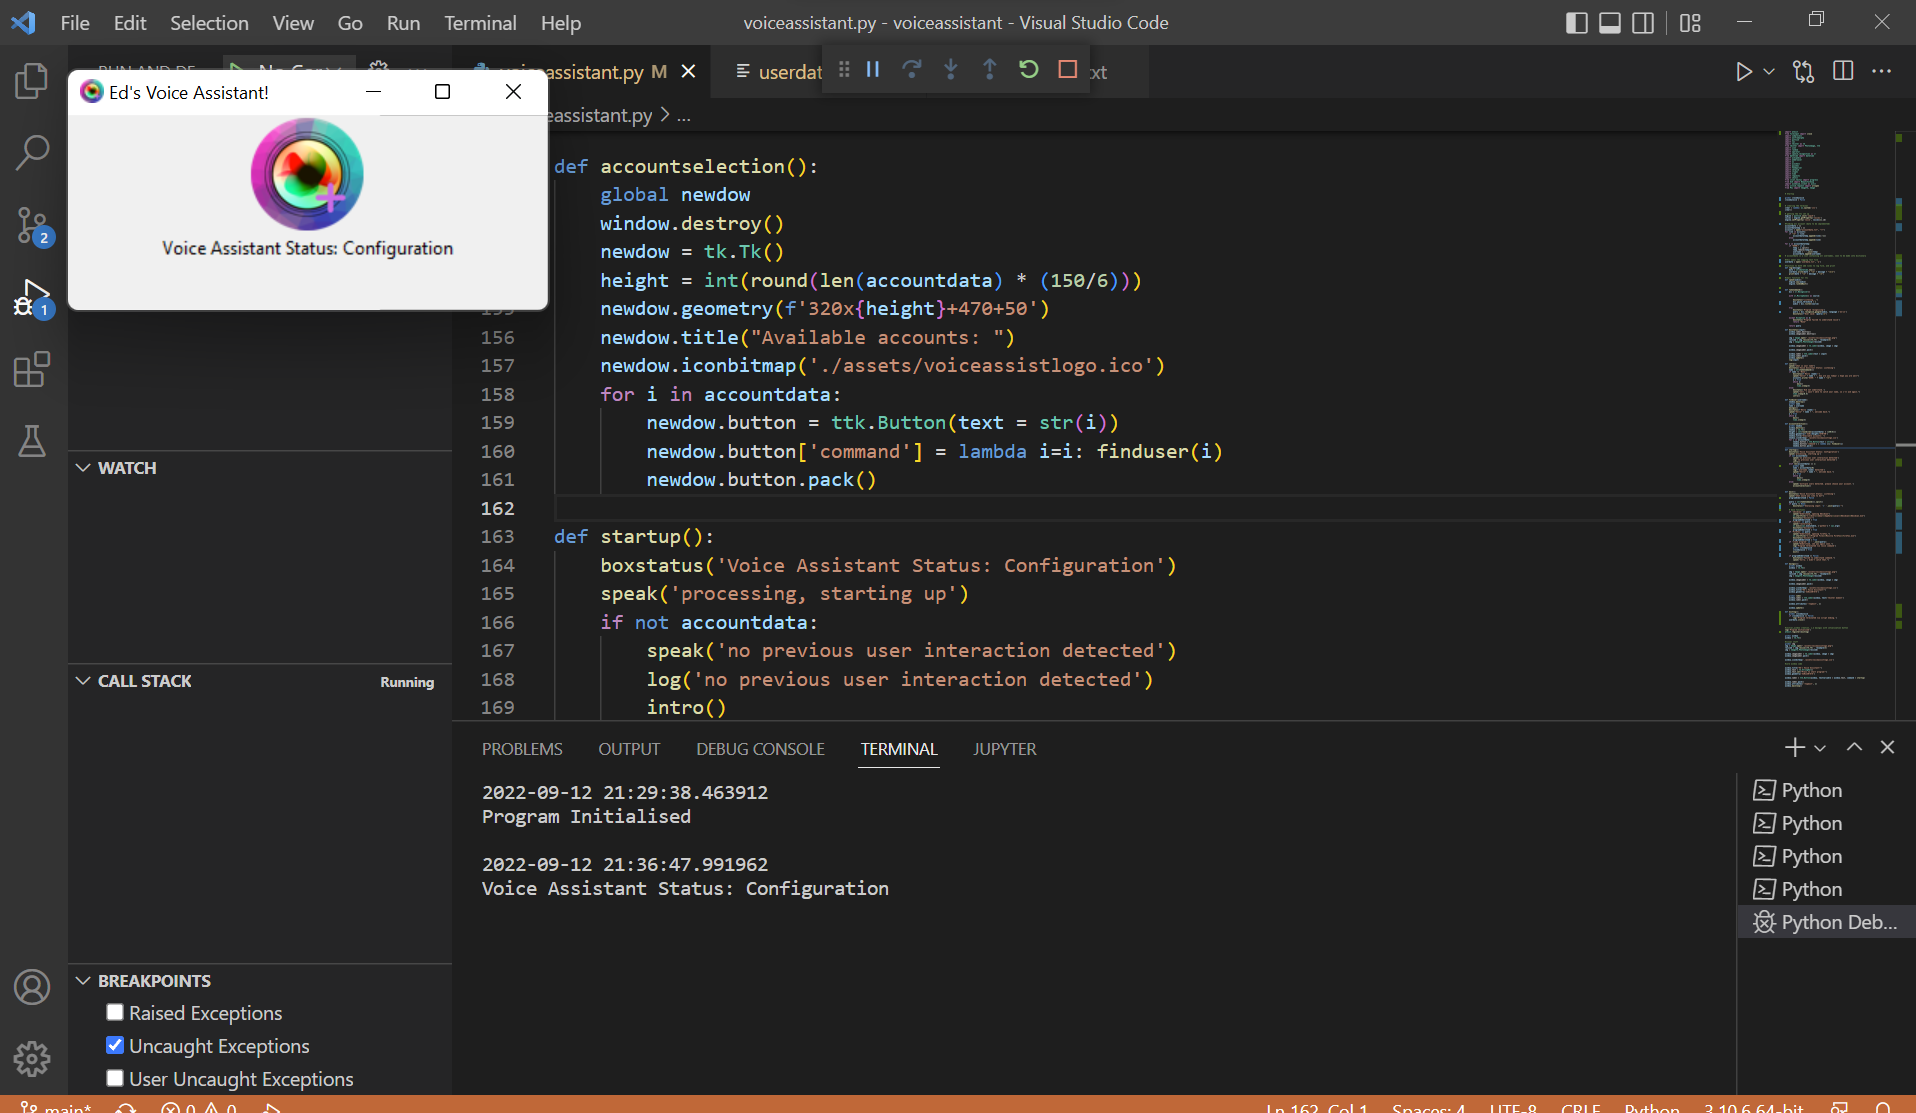 File Edit Selection View Go Run Terminal Help
voiceassistant.py - voiceassistant - Visual Studio Code
Ed's Voice Assistant!
Voice Assistant Status: Configuration
assistant.py M
userdat
xt
eassistant.py > ...
def accountselection():
global newdow
window.destroy()
newdow = tk.Tk()
height = int(round(len(accountdata) * (150/6)))
newdow.geometry(f'320x{height}+470+50')
156 newdow.title("Available accounts: ")
157 newdow.iconbitmap('./assets/voiceassistlogo.ico')
158 for i in accountdata:
159 newdow.button = ttk.Button(text = str(i))
160 newdow.button['command'] = lambda i=i: finduser(i)
161 newdow.button.pack()
162
163 def startup():
164 boxstatus('Voice Assistant Status: Configuration')
165 speak('processing, starting up')
166 if not accountdata:
167 speak('no previous user interaction detected')
168 log('no previous user interaction detected')
169 intro()
2
1
WATCH
CALL STACK Running
BREAKPOINTS
Raised Exceptions
Uncaught Exceptions
User Uncaught Exceptions
PROBLEMS OUTPUT DEBUG CONSOLE TERMINAL JUPYTER
2022-09-12 21:29:38.463912
Program Initialised
2022-09-12 21:36:47.991962
Voice Assistant Status: Configuration
Python
Python
Python
Python
Python Deb...
main* 0 0
Ln 162, Col 1 Spaces: 4 UTF-8 CRLF Python 3.10.6 64-bit